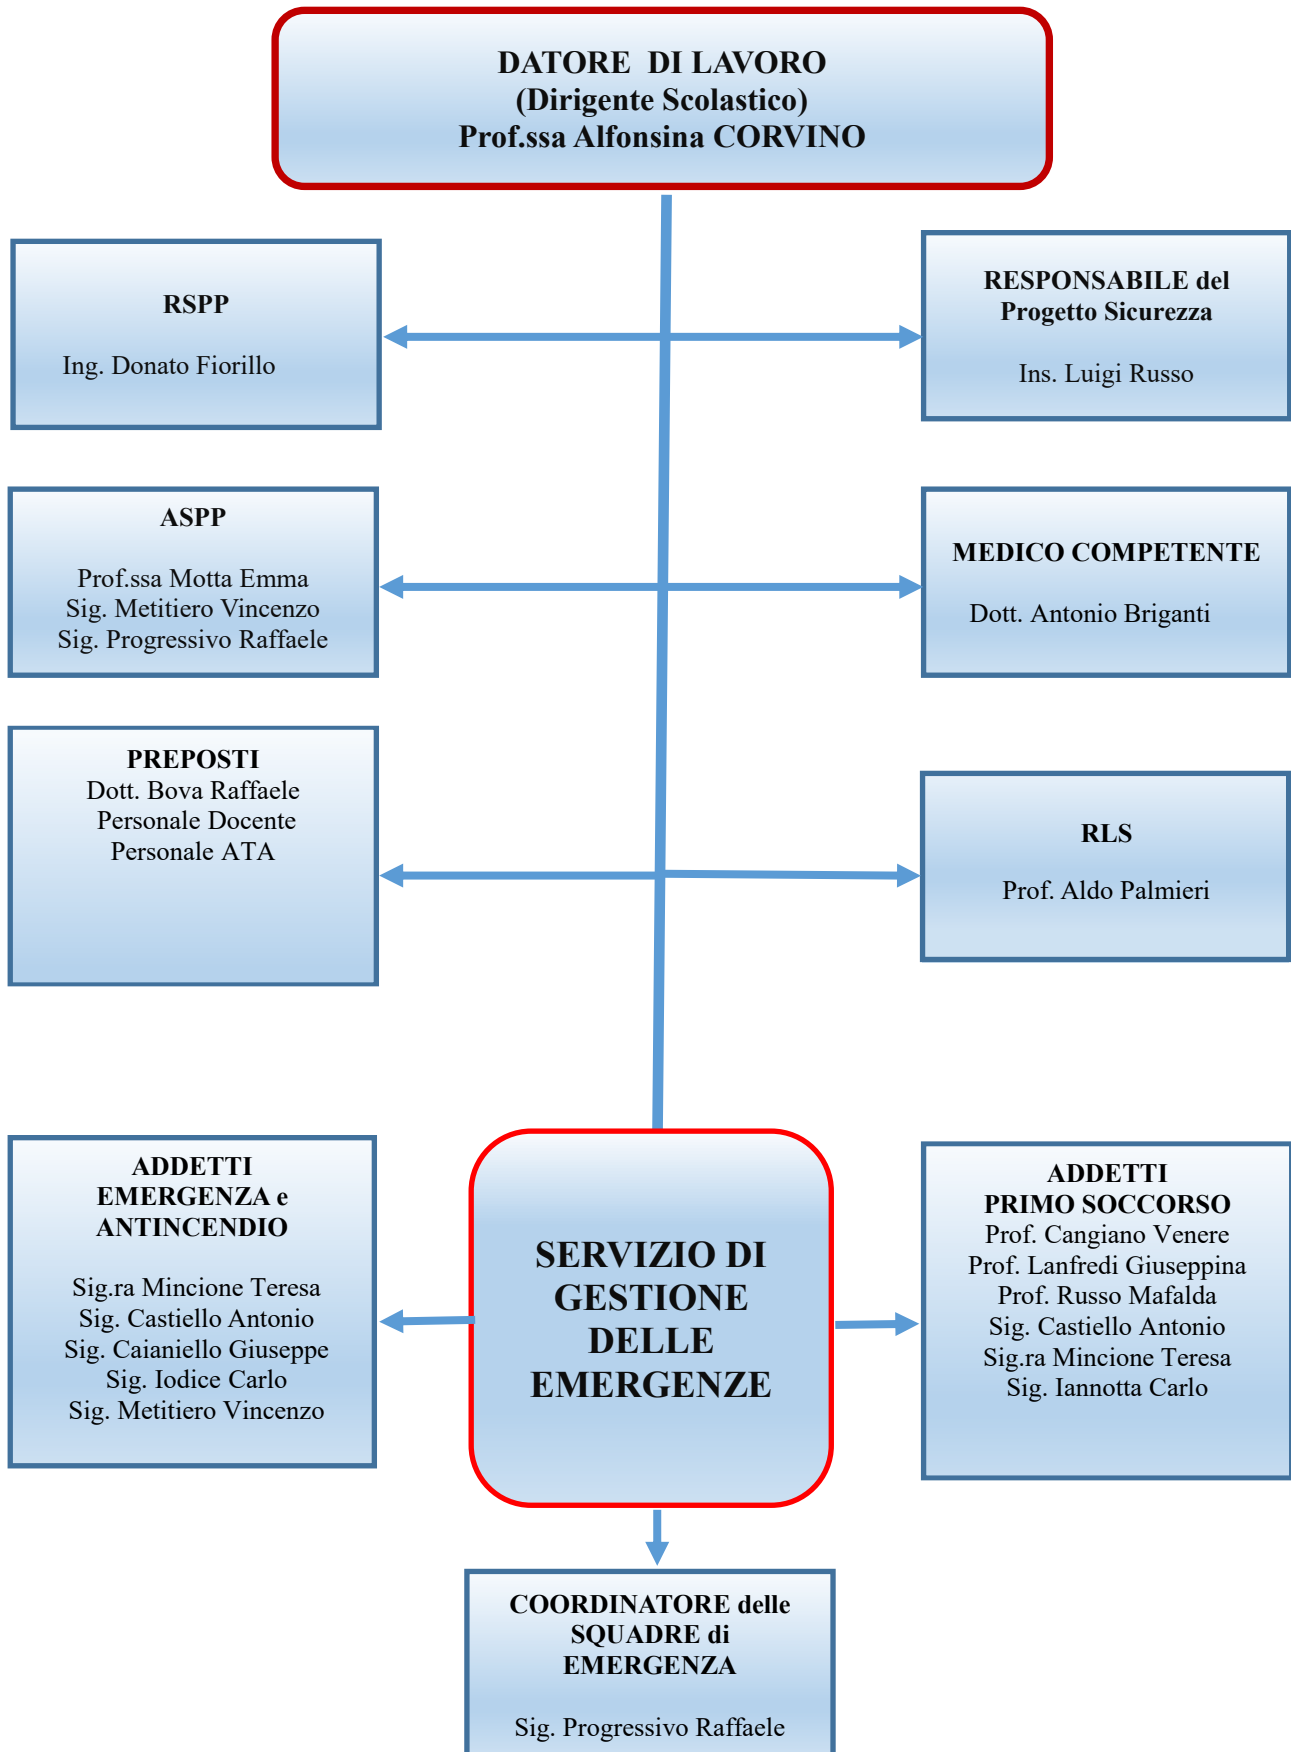 DATORE DI LAVORO
(Dirigente Scolastico)
Prof.ssa Alfonsina CORVINO
RSPP
Ing. Donato Fiorillo
RESPONSABILE del
Progetto Sicurezza
Ins. Luigi Russo
ASPP
Prof.ssa Motta Emma
Sig. Metitiero Vincenzo
Sig. Progressivo Raffaele
MEDICO COMPETENTE
Dott. Antonio Briganti
PREPOSTI
Dott. Bova Raffaele
Personale Docente
Personale ATA
RLS
Prof. Aldo Palmieri
ADDETTI
EMERGENZA e
ANTINCENDIO
Sig.ra Mincione Teresa
Sig. Castiello Antonio
Sig. Caianiello Giuseppe
Sig. Iodice Carlo
Sig. Metitiero Vincenzo
SERVIZIO DI
GESTIONE
DELLE
EMERGENZE
ADDETTI
PRIMO SOCCORSO
Prof. Cangiano Venere
Prof. Lanfredi Giuseppina
Prof. Russo Mafalda
Sig. Castiello Antonio
Sig.ra Mincione Teresa
Sig. Iannotta Carlo
COORDINATORE delle
SQUADRE di
EMERGENZA
Sig. Progressivo Raffaele